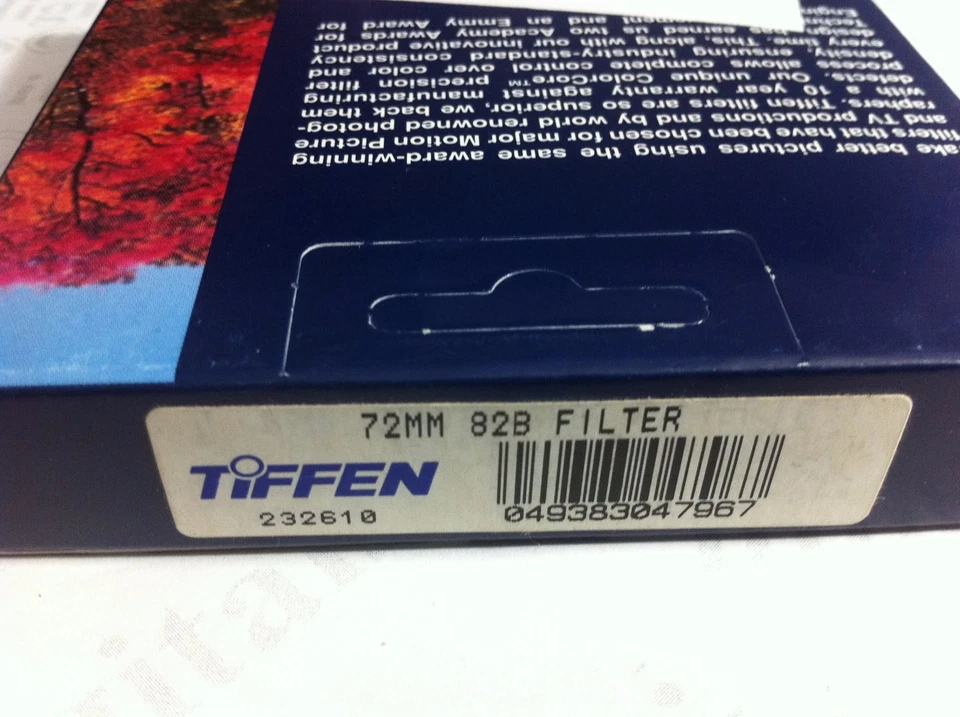 72MM 82B FILTER
TIFFEN
232610
049383047967
ake better pictures using the same award-winning
filters that have been chosen for major Motion Picture
and TV productions and by world renowned photog-
raphers. Tiffen filters are so superior, we back them
with a 10 year warranty against manufacturing
defects. Our unique ColorCore™ precision filter
process allows complete control over color and
density, ensuring industry-standard consistency
every time. This, along with our innovative product
design has earned us two Academy Awards for
Techn ement and an Emmy Award for
Engin